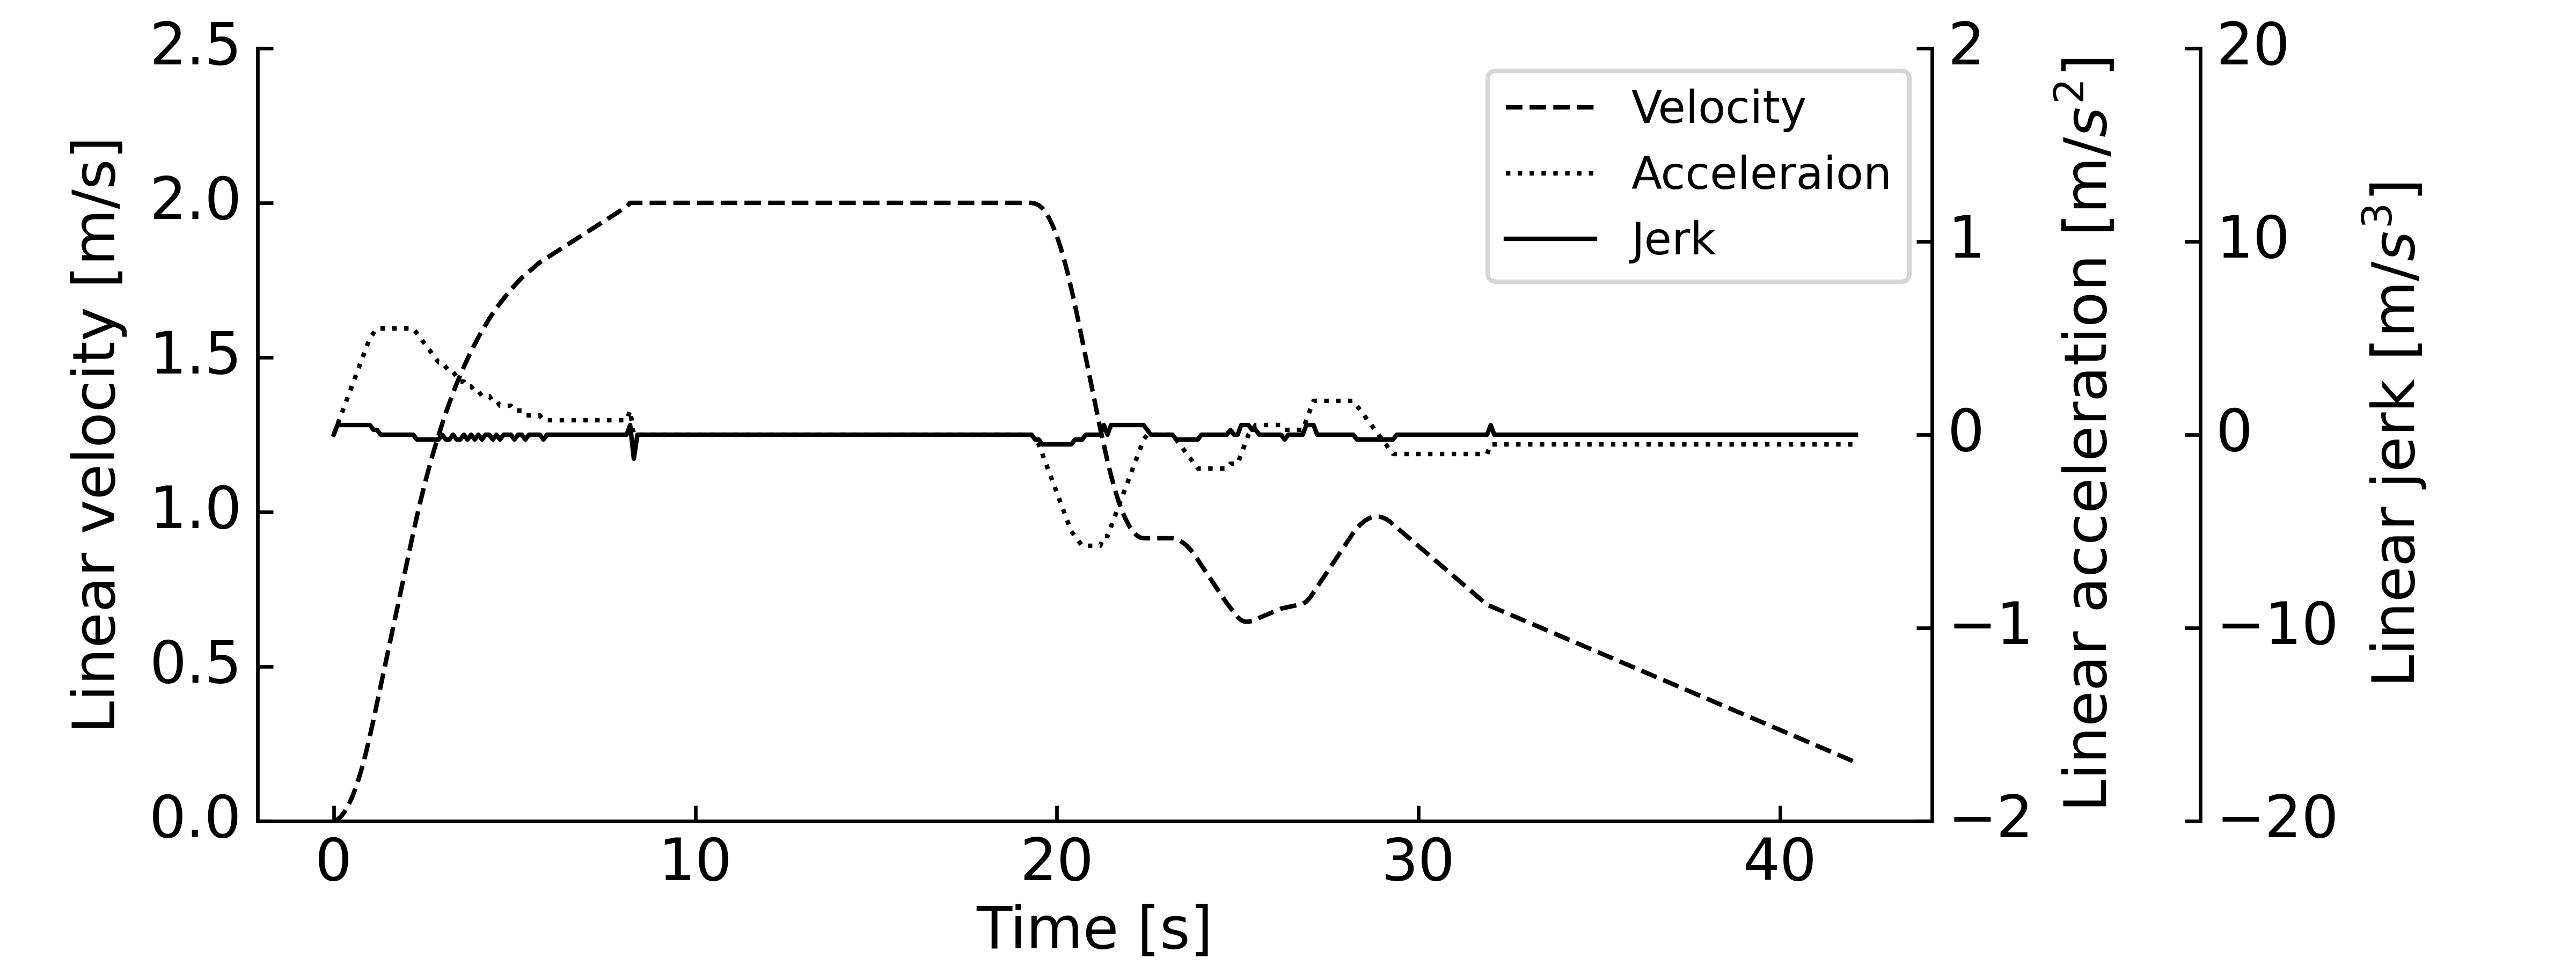 2.5
2.0
1.5
1.0
0.5
0.0
Linear velocity [m/s]
0 10 20 30 40
Time [s]
Velocity
Acceleraion
Jerk
2
1
0
−1
−2
Linear acceleration [m/s²]
20
10
0
−10
−20
Linear jerk [m/s³]